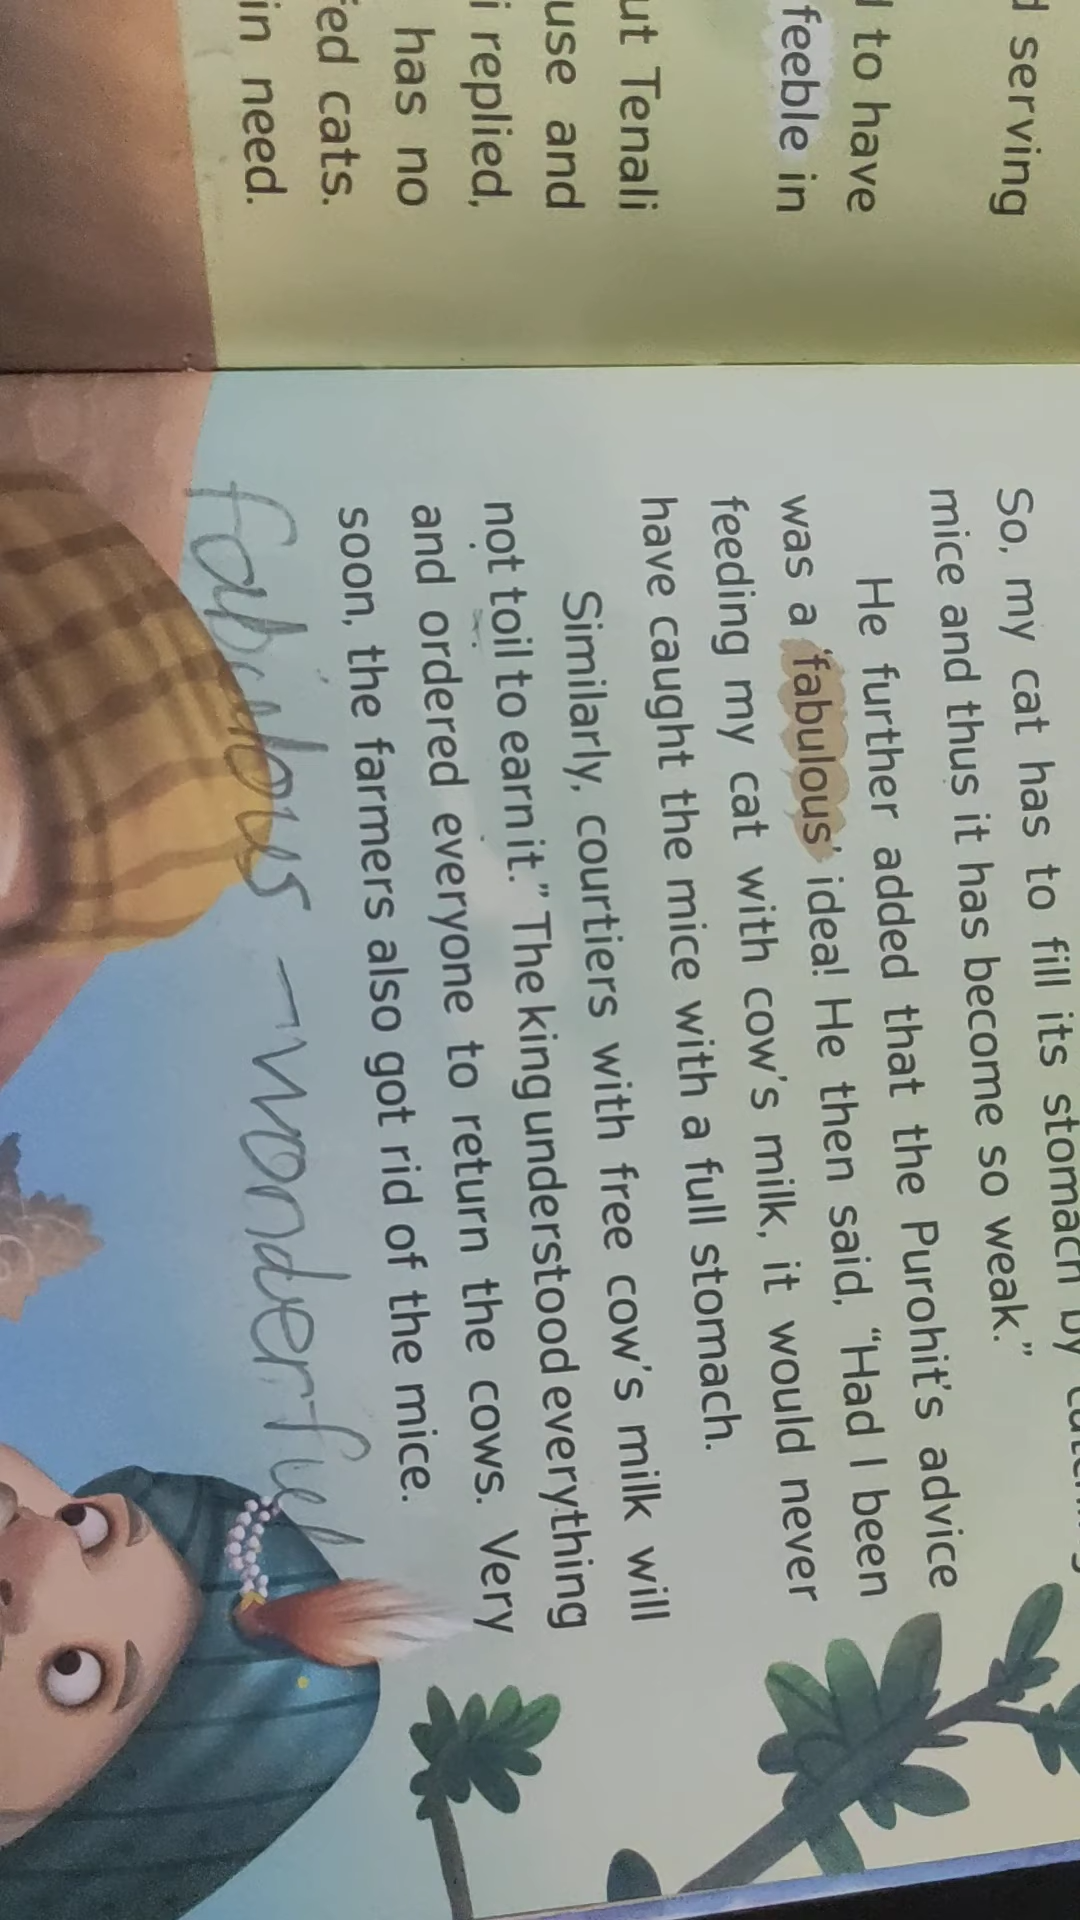 d serving
to have
feeble in
ut Tenali
use and
i replied,
has no
ed cats.
in need.
So, my cat has to fill its stomach by
mice and thus it has become so weak.”
He further added that the Purohit’s advice
was a ‘fabulous’ idea! He then said, “Had I been
feeding my cat with cow’s milk, it would never
have caught the mice with a full stomach.
Similarly, courtiers with free cow’s milk will
not toil to earn it.” The king understood everything
and ordered everyone to return the cows. Very
soon, the farmers also got rid of the mice.
fabulous - wonderful